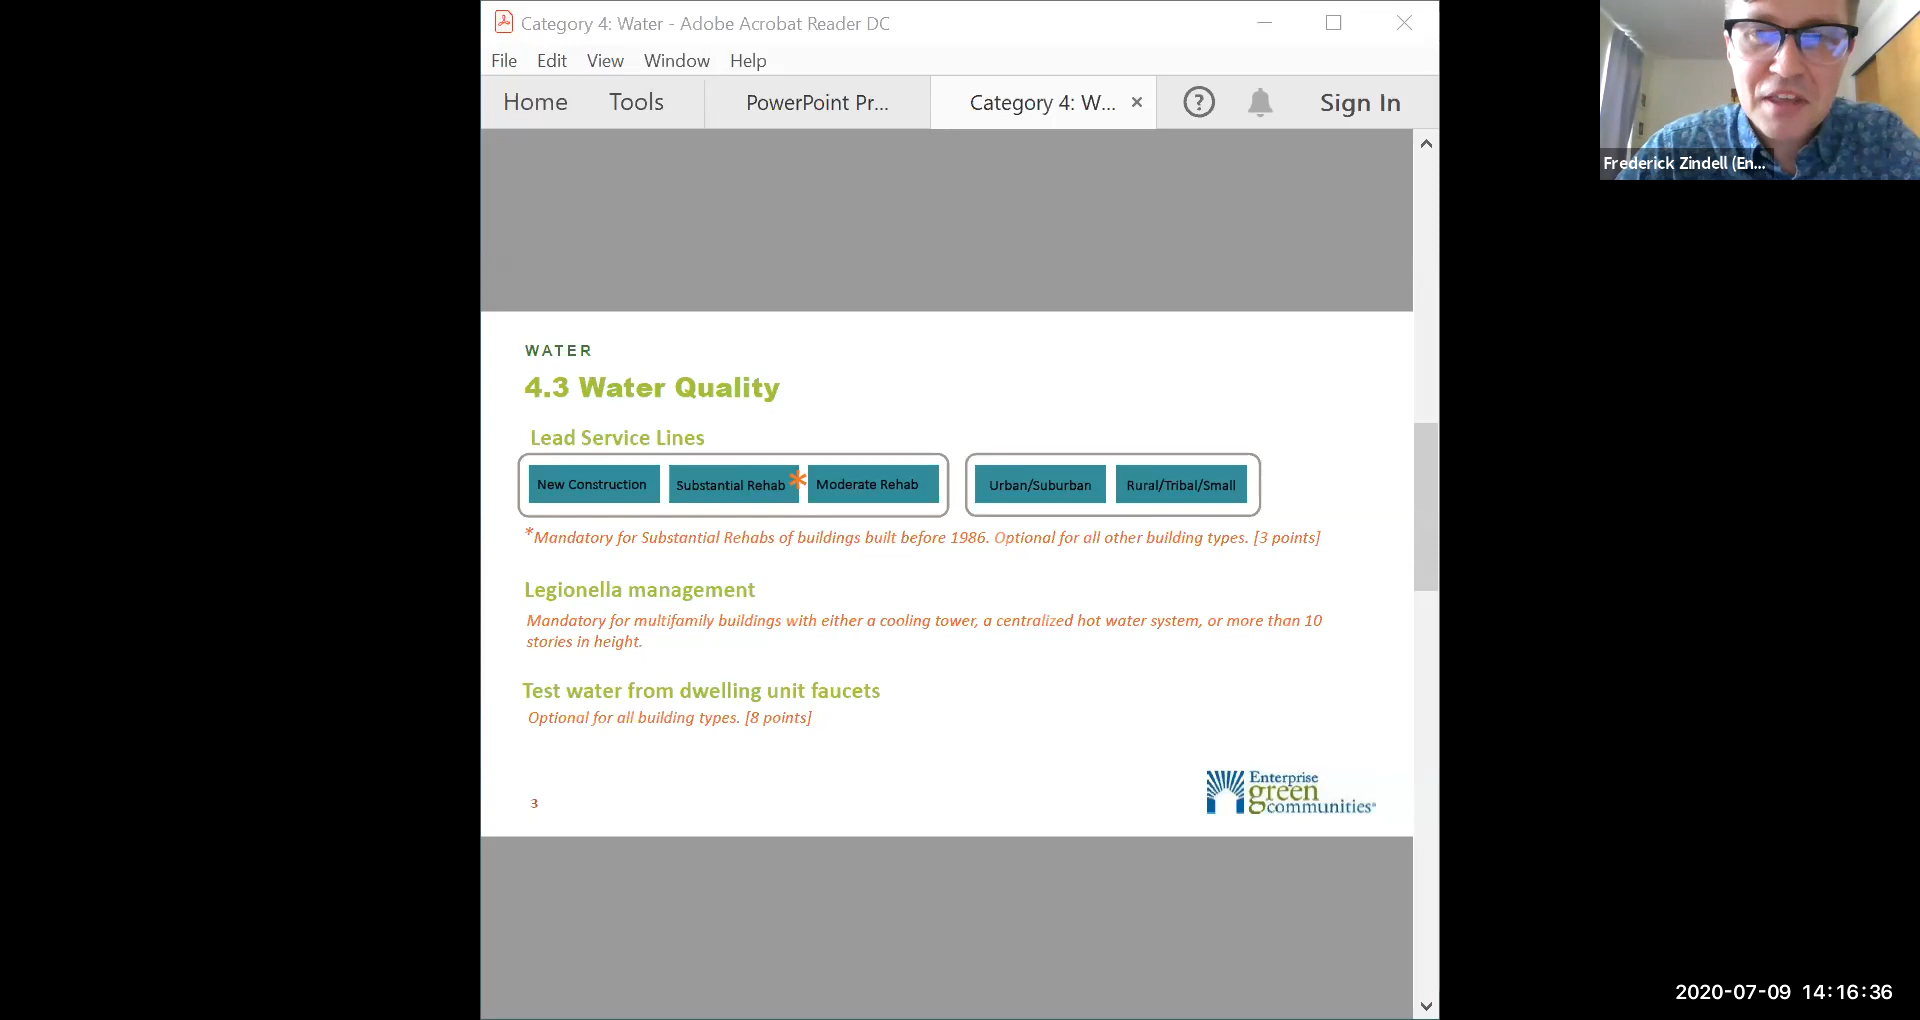 Category 4: Water - Adobe Acrobat Reader DC
File Edit View Window Help
Home Tools PowerPoint Pr... Category 4: W... × ? Sign In
Frederick Zindell (En...
WATER
4.3 Water Quality
Lead Service Lines
New Construction Substantial Rehab * Moderate Rehab Urban/Suburban Rural/Tribal/Small
*Mandatory for Substantial Rehabs of buildings built before 1986. Optional for all other building types. [3 points]
Legionella management
Mandatory for multifamily buildings with either a cooling tower, a centralized hot water system, or more than 10
stories in height.
Test water from dwelling unit faucets
Optional for all building types. [8 points]
Enterprise
green
communities®
3
2020-07-09 14:16:36